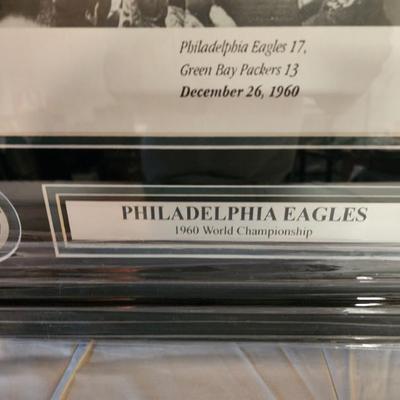 Philadelphia Eagles 17,
Green Bay Packers 13
December 26, 1960
PHILADELPHIA EAGLES
1960 World Championship